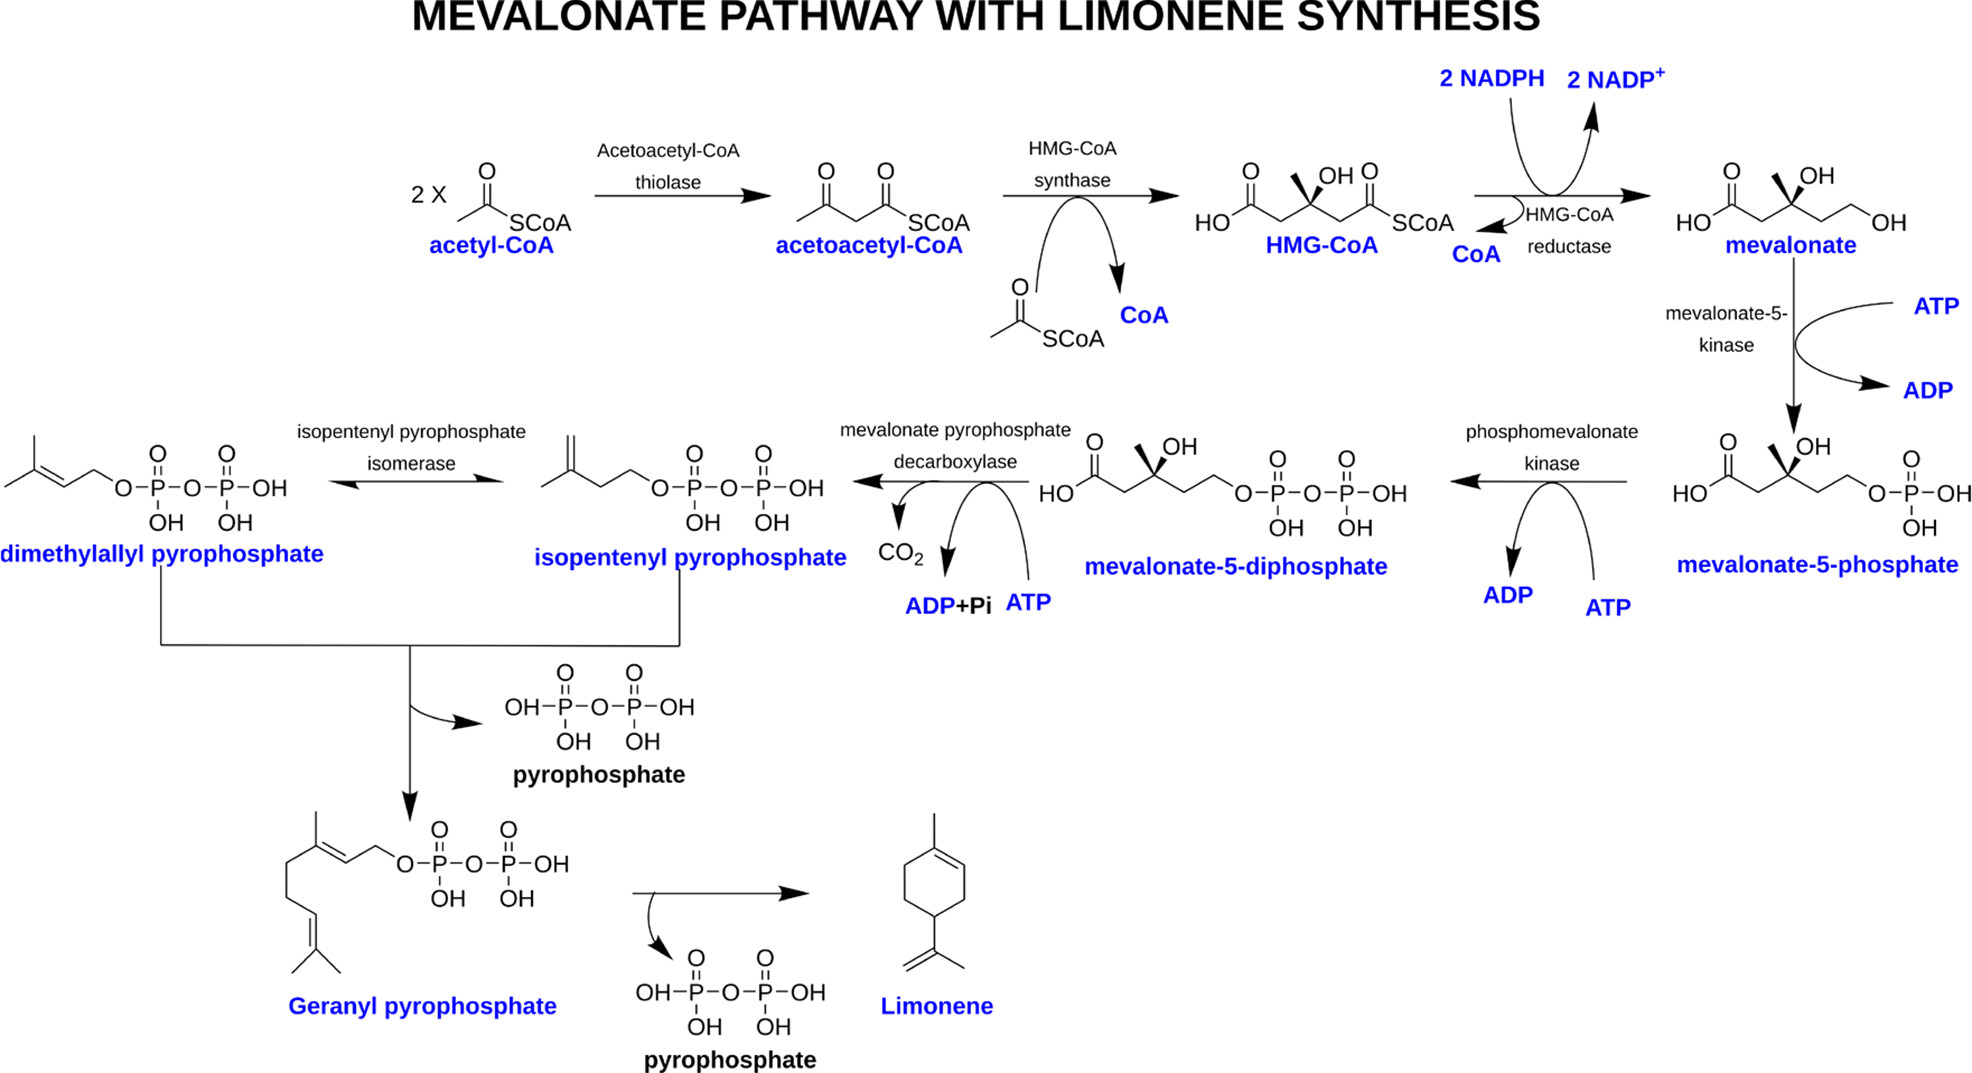 MEVALONATE PATHWAY WITH LIMONENE SYNTHESIS
2 NADPH 2 NADP+
2 X
O
SCoA
acetyl-CoA
Acetoacetyl-CoA
thiolase
O O
SCoA
acetoacetyl-CoA
HMG-CoA
synthase
O
SCoA
CoA
O OH O
HO SCoA
HMG-CoA
CoA
HMG-CoA
reductase
O OH
HO OH
mevalonate
mevalonate-5-
kinase
ATP
ADP
O OH O
HO O-P-OH
OH
mevalonate-5-phosphate
phosphomevalonate
kinase
ADP
ATP
O OH O O
HO O-P-O-P-OH
OH OH
mevalonate-5-diphosphate
mevalonate pyrophosphate
decarboxylase
CO2
ADP+Pi ATP
O O
O-P-O-P-OH
OH OH
isopentenyl pyrophosphate
isopentenyl pyrophosphate
isomerase
O O
O-P-O-P-OH
OH OH
dimethylallyl pyrophosphate
O O
OH-P-O-P-OH
OH OH
pyrophosphate
O O
O-P-O-P-OH
OH OH
Geranyl pyrophosphate
O O
OH-P-O-P-OH
OH OH
pyrophosphate
Limonene